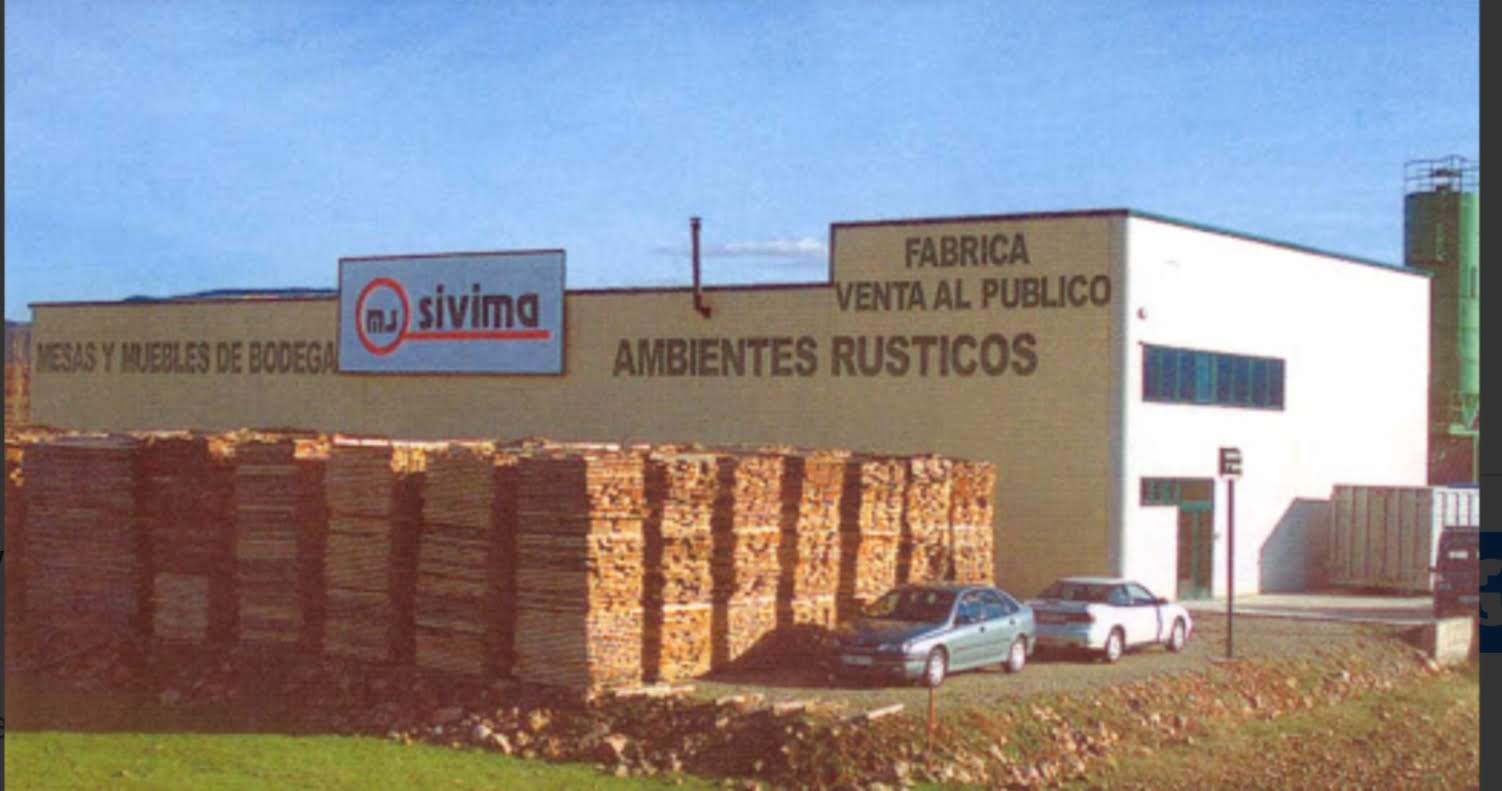 FABRICA
VENTA AL PUBLICO
MJ sivima
MESAS Y MUEBLES DE BODEGA
AMBIENTES RUSTICOS